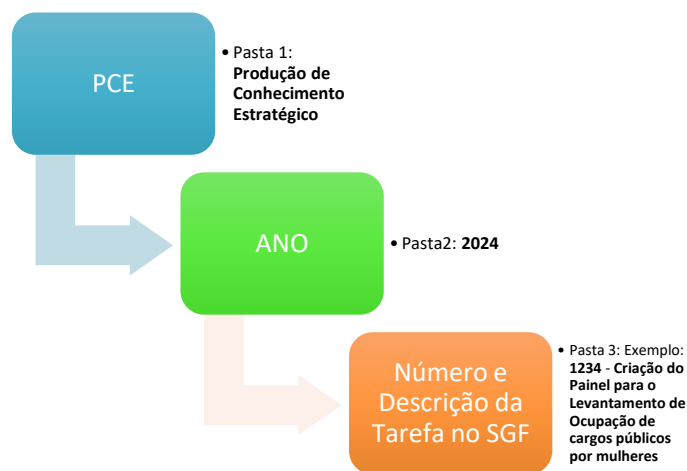 PCE
• Pasta 1:
Produção de
Conhecimento
Estratégico
ANO
• Pasta2: 2024
Número e
Descrição da
Tarefa no SGF
• Pasta 3: Exemplo:
1234 - Criação do
Painel para o
Levantamento de
Ocupação de
cargos públicos
por mulheres